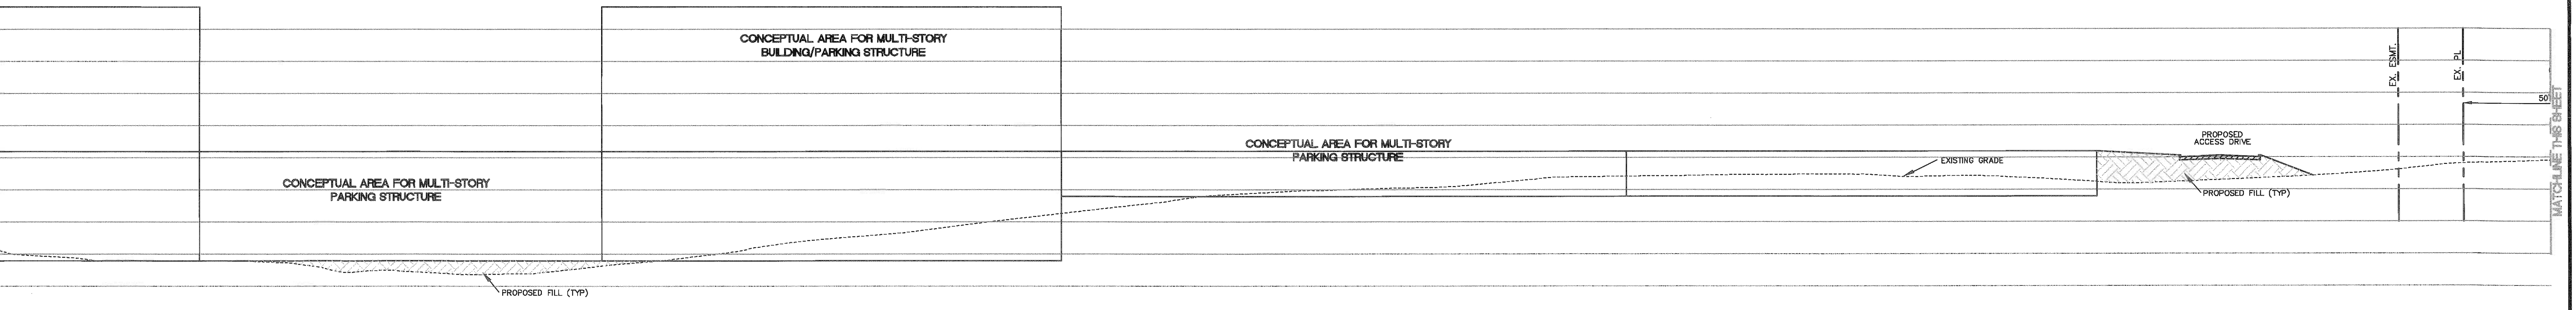 CONCEPTUAL AREA FOR MULTI-STORY
BUILDING/PARKING STRUCTURE
CONCEPTUAL AREA FOR MULTI-STORY
PARKING STRUCTURE
PROPOSED FILL (TYP)
CONCEPTUAL AREA FOR MULTI-STORY
PARKING STRUCTURE
EXISTING GRADE
PROPOSED
ACCESS DRIVE
PROPOSED FILL (TYP)
EX. ESMT.
EX. PL
50'
MATCHLINE THIS SHEET